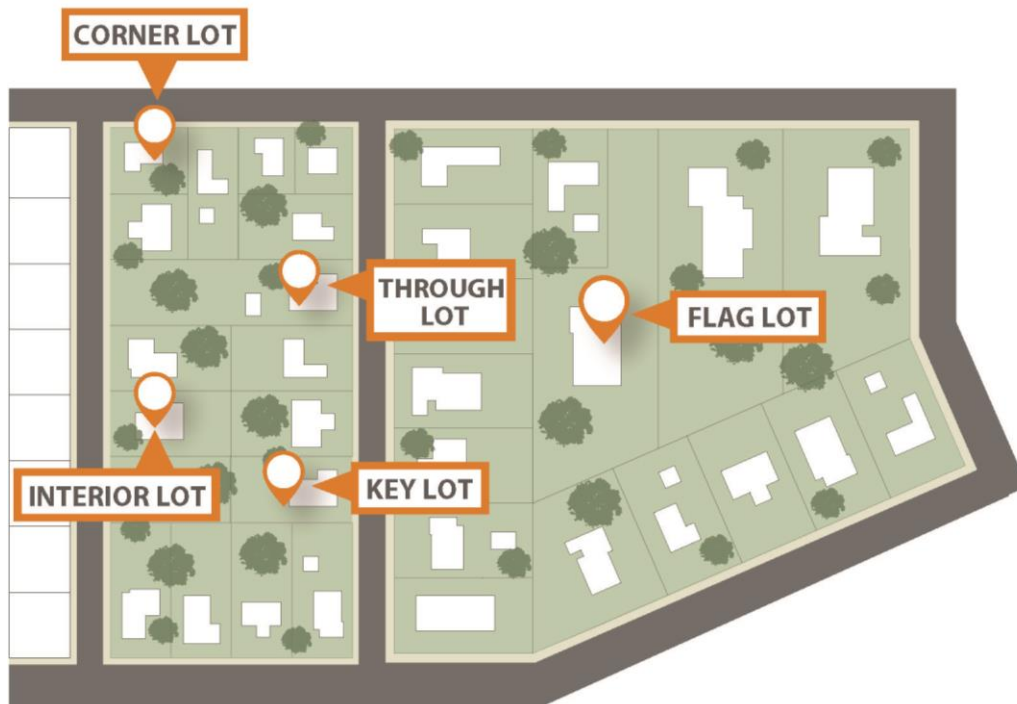 CORNER LOT
THROUGH
LOT
FLAG LOT
INTERIOR LOT
KEY LOT